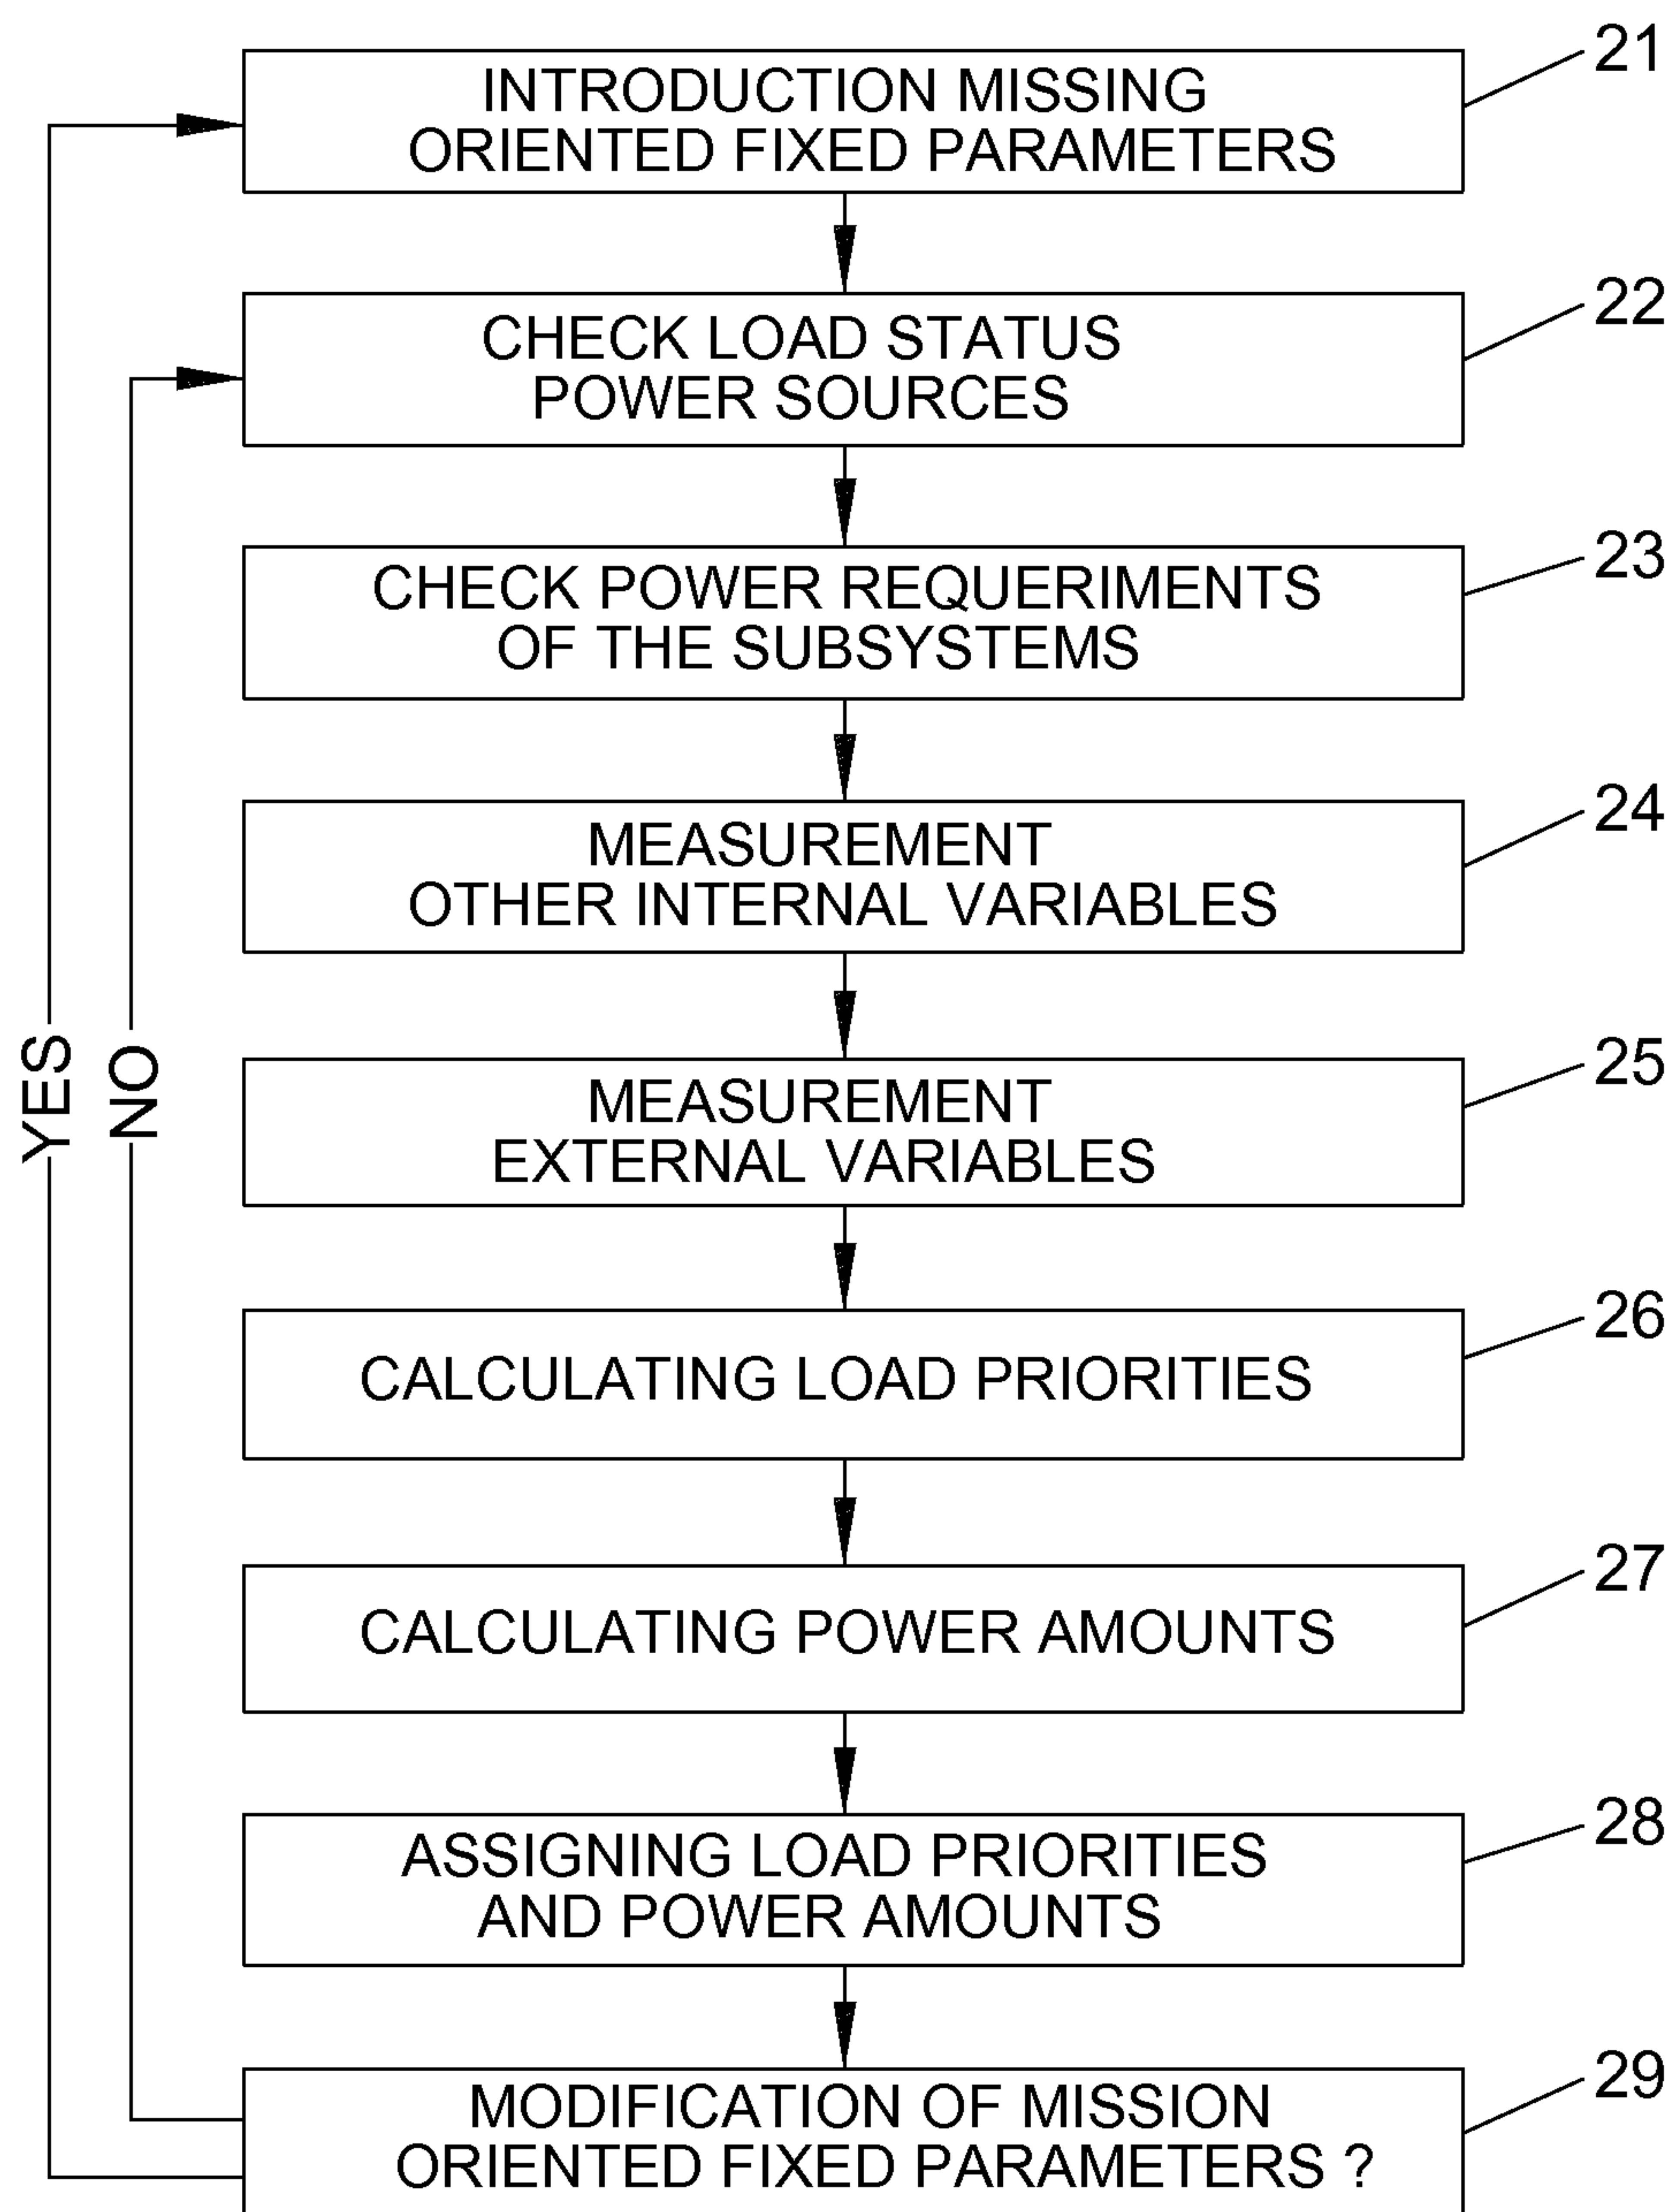 21
INTRODUCTION MISSING
ORIENTED FIXED PARAMETERS
22
CHECK LOAD STATUS
POWER SOURCES
23
CHECK POWER REQUERIMENTS
OF THE SUBSYSTEMS
24
MEASUREMENT
OTHER INTERNAL VARIABLES
25
MEASUREMENT
EXTERNAL VARIABLES
YES
NO
26
CALCULATING LOAD PRIORITIES
27
CALCULATING POWER AMOUNTS
28
ASSIGNING LOAD PRIORITIES
AND POWER AMOUNTS
29
MODIFICATION OF MISSION
ORIENTED FIXED PARAMETERS ?